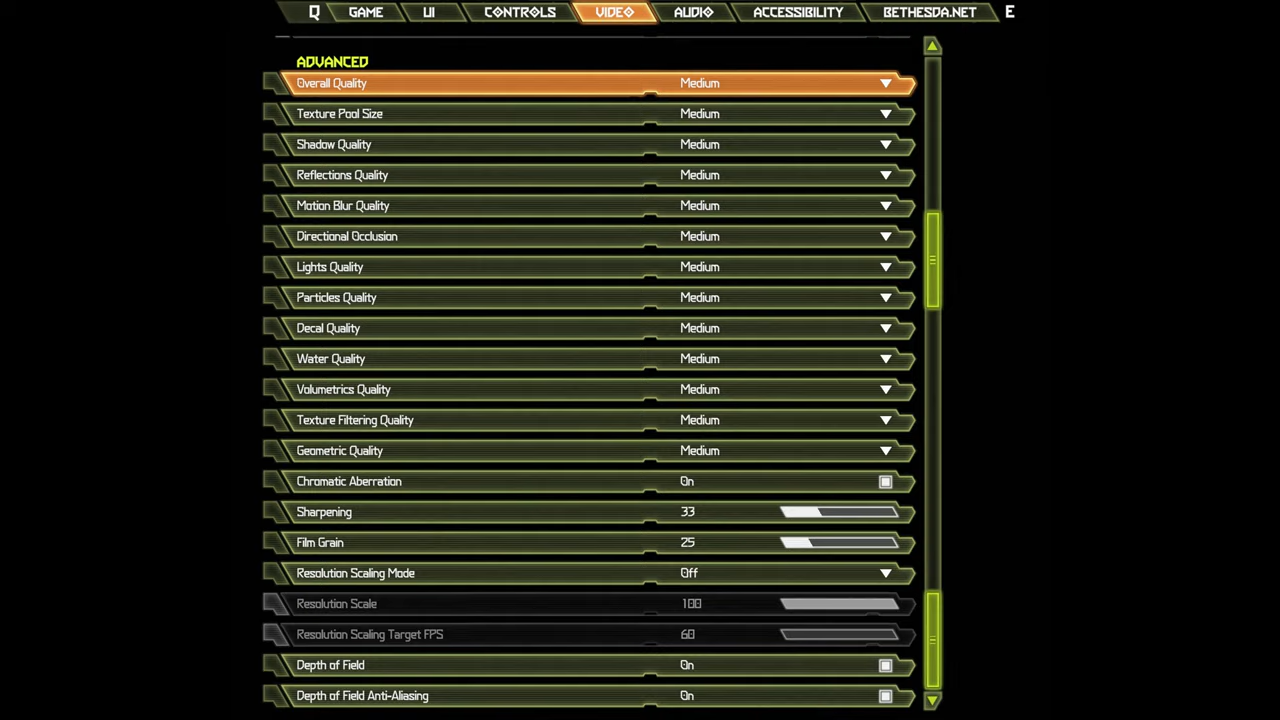 Q GAME UI CONTROLS VIDEO AUDIO ACCESSIBILITY BETHESDA.NET E
ADVANCED
Overall Quality Medium
Texture Pool Size Medium
Shadow Quality Medium
Reflections Quality Medium
Motion Blur Quality Medium
Directional Occlusion Medium
Lights Quality Medium
Particles Quality Medium
Decal Quality Medium
Water Quality Medium
Volumetrics Quality Medium
Texture Filtering Quality Medium
Geometric Quality Medium
Chromatic Aberration On
Sharpening 33
Film Grain 25
Resolution Scaling Mode Off
Resolution Scale 100
Resolution Scaling Target FPS 60
Depth of Field On
Depth of Field Anti-Aliasing On